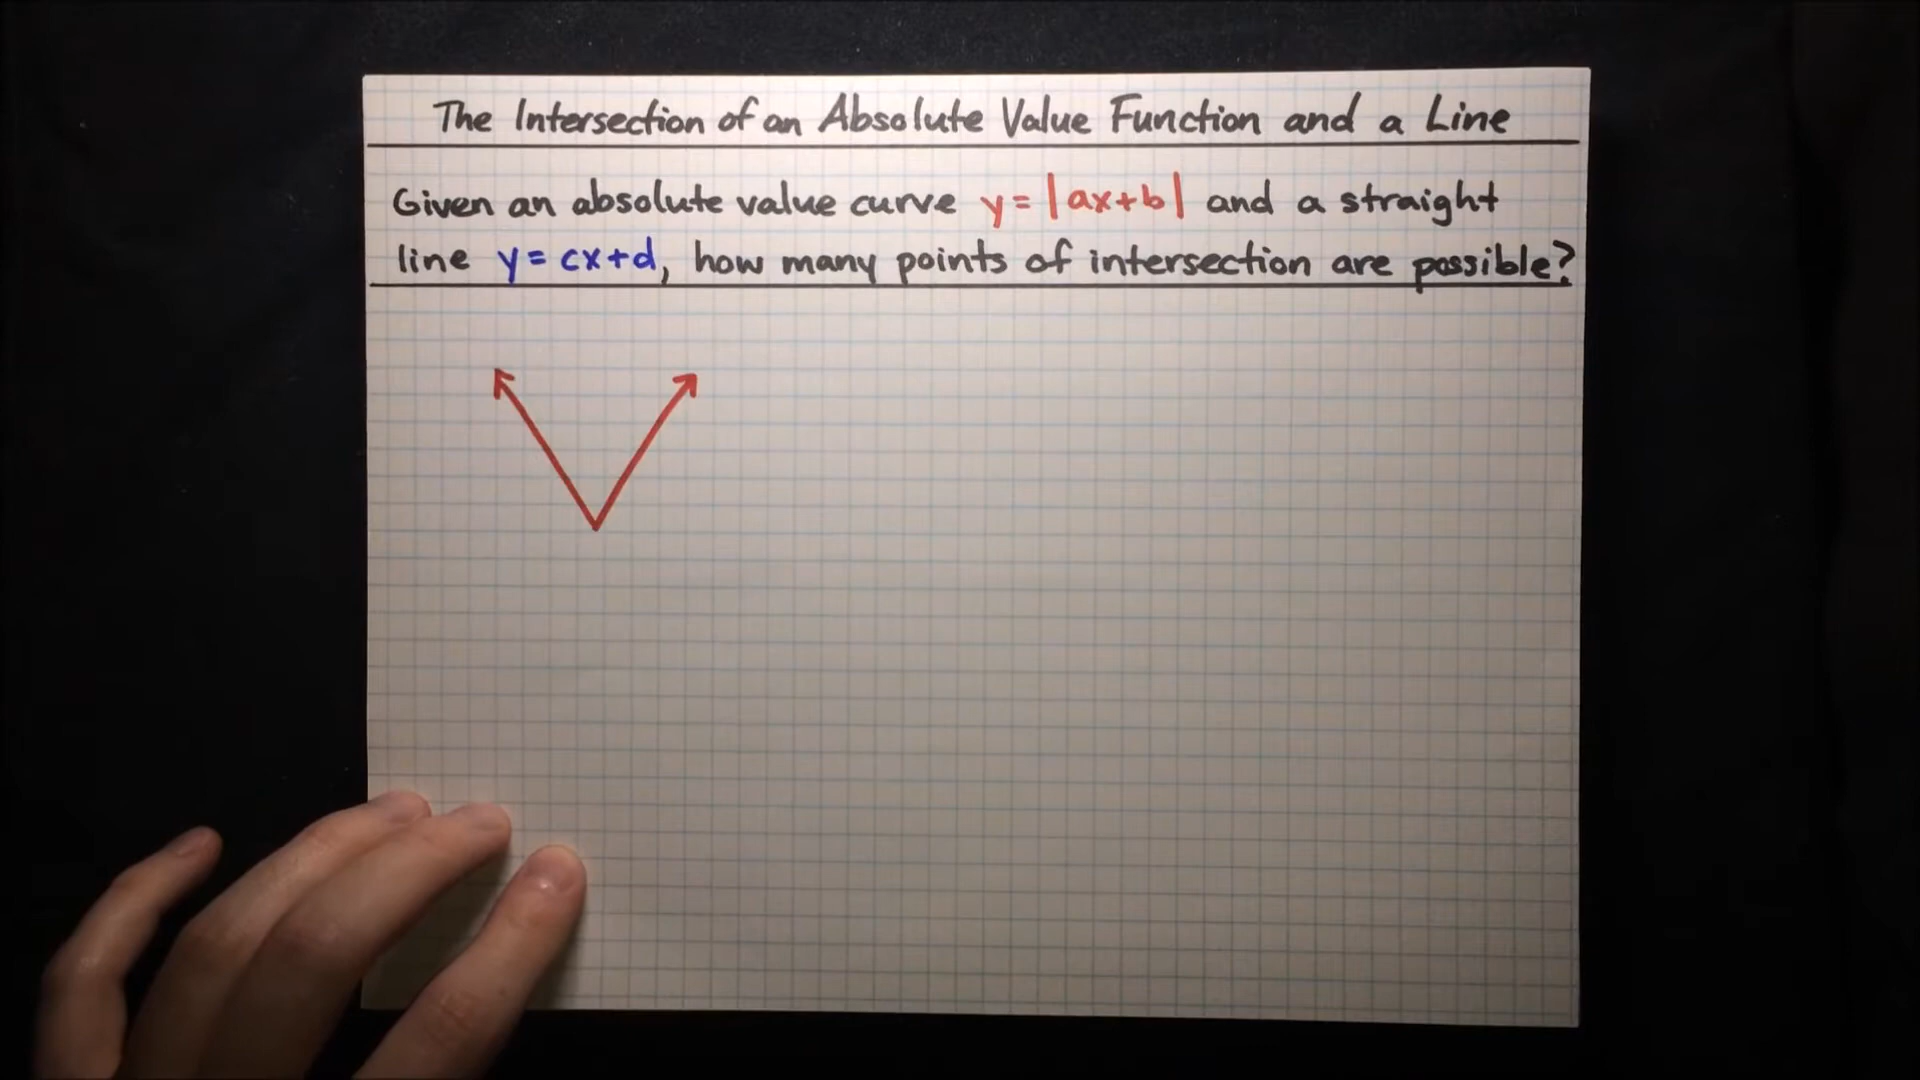 The Intersection of an Absolute Value Function and a Line
Given an absolute value curve y=|ax+b| and a straight
line y=cx+d, how many points of intersection are possible?